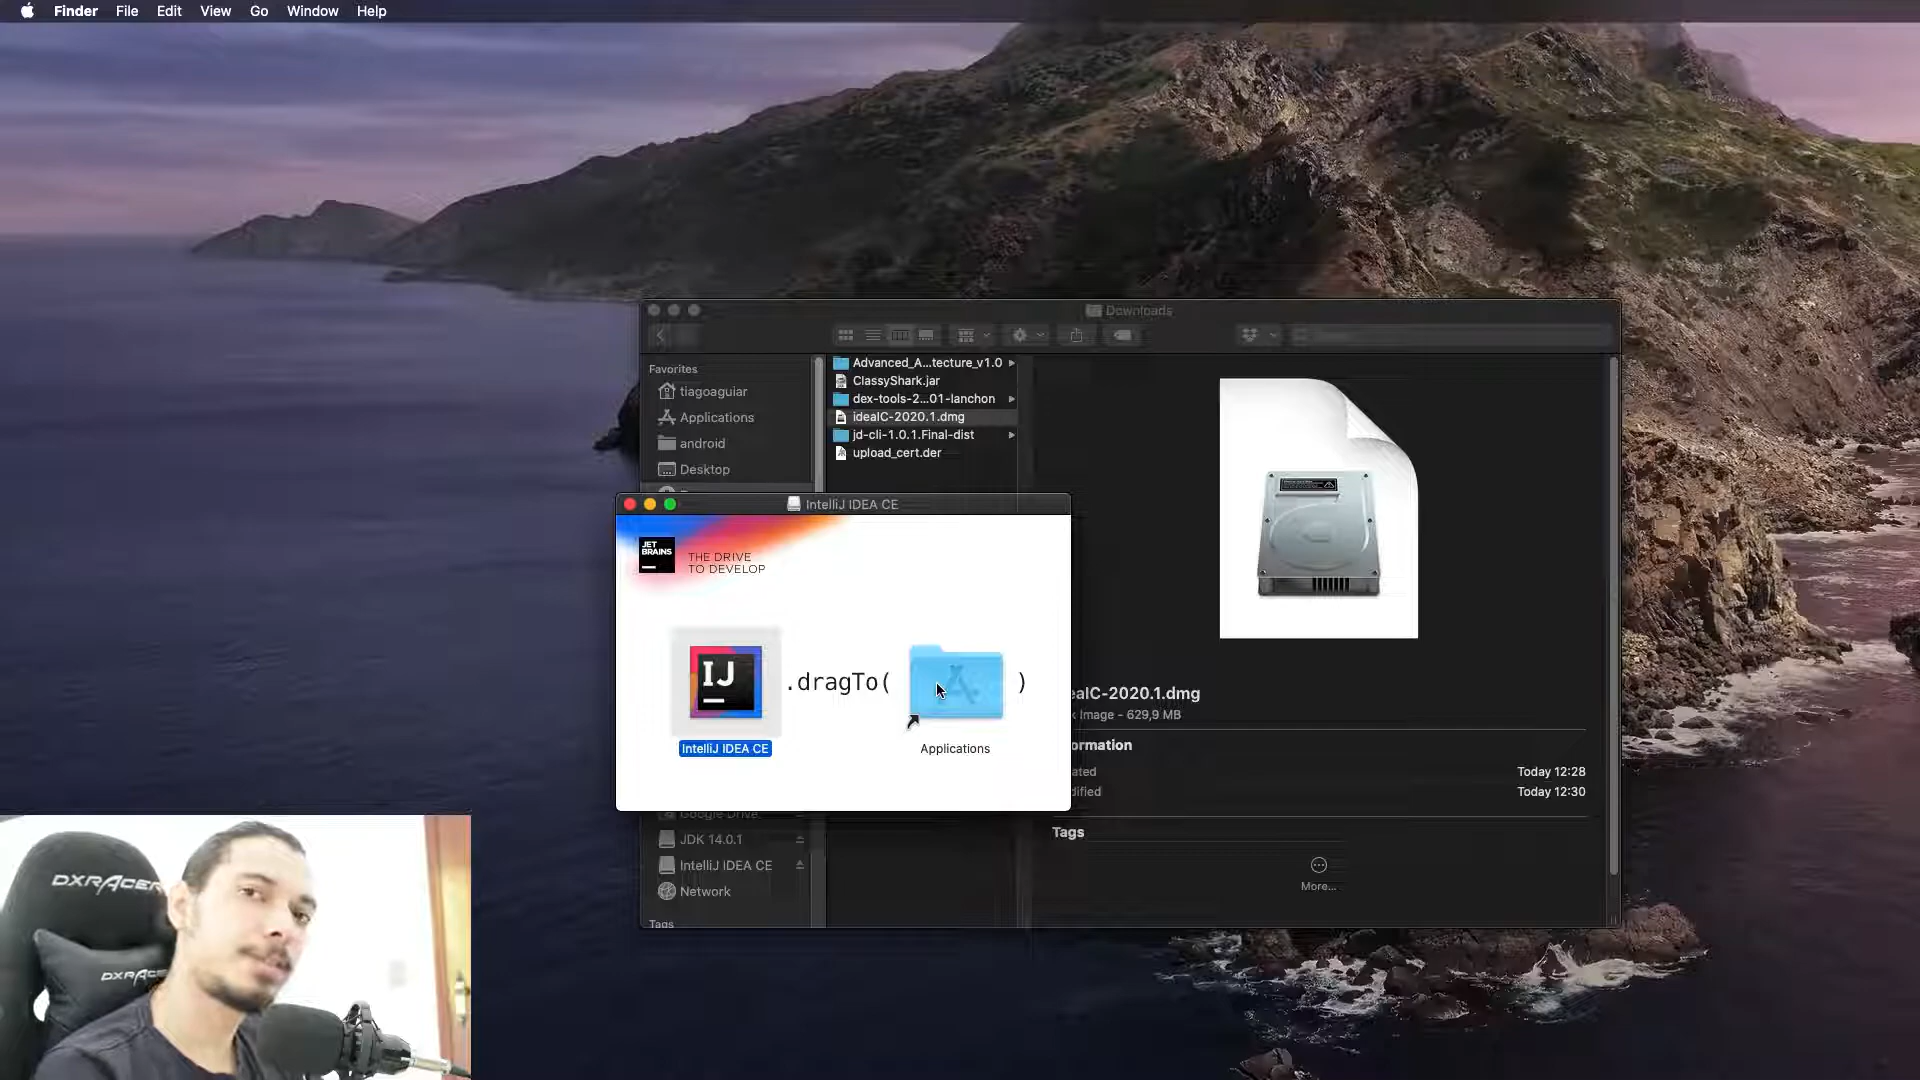 Finder File Edit View Go Window Help
Downloads
Favorites
tiagoaguiar
Applications
android
Desktop
Advanced_A...tecture_v1.0
ClassyShark.jar
dex-tools-2...01-lanchon
idealC-2020.1.dmg
jd-cli-1.0.1.Final-dist
upload_cert.der
IntelliJ IDEA CE
JET
BRAINS
THE DRIVE
TO DEVELOP
IJ
.dragTo( )
IntelliJ IDEA CE
Applications
ealC-2020.1.dmg
k image - 629,9 MB
ormation
ated Today 12:28
dified Today 12:30
Tags
More...
Google Drive
JDK 14.0.1
IntelliJ IDEA CE
Network
Tags
DXRACER
DXRACE